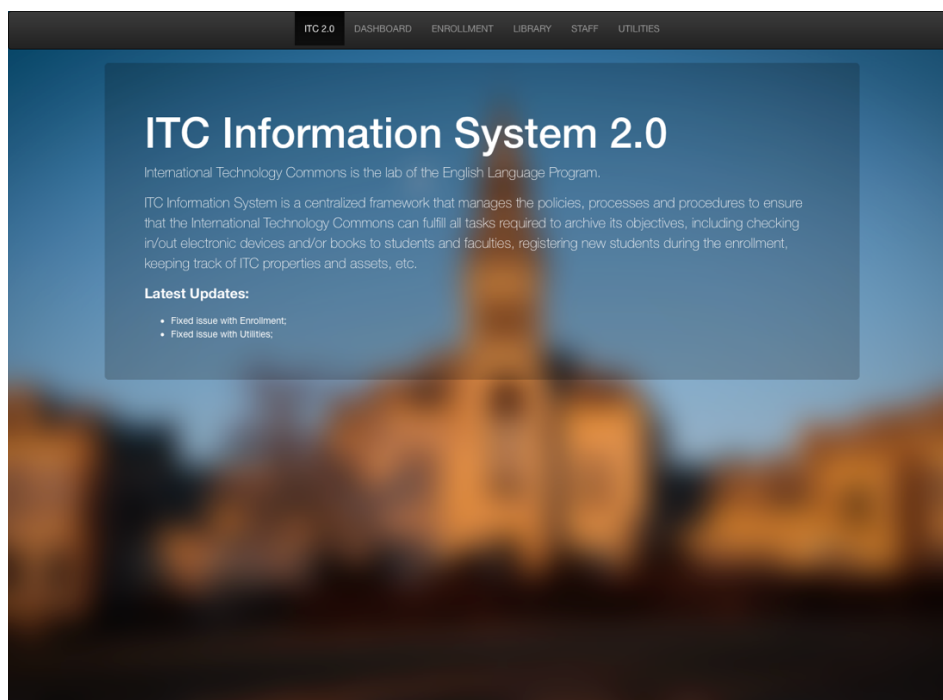 ITC 2.0 DASHBOARD ENROLLMENT LIBRARY STAFF UTILITIES
ITC Information System 2.0
International Technology Commons is the lab of the English Language Program.
ITC Information System is a centralized framework that manages the policies, processes and procedures to ensure
that the International Technology Commons can fulfill all tasks required to archive its objectives, including checking
in/out electronic devices and/or books to students and faculties, registering new students during the enrollment,
keeping track of ITC properties and assets, etc.
Latest Updates:
• Fixed issue with Enrollment;
• Fixed issue with Utilities;